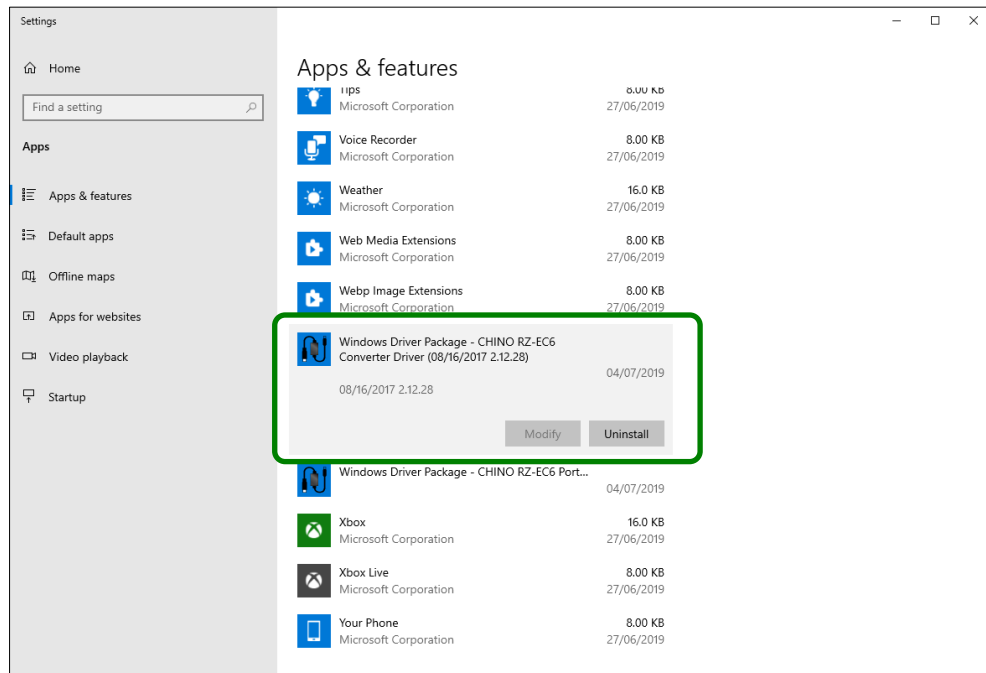 Settings
Home
Find a setting
Apps
Apps & features
Default apps
Offline maps
Apps for websites
Video playback
Startup
Apps & features
Tips 8.00 KB
Microsoft Corporation 27/06/2019
Voice Recorder 8.00 KB
Microsoft Corporation 27/06/2019
Weather 16.0 KB
Microsoft Corporation 27/06/2019
Web Media Extensions 8.00 KB
Microsoft Corporation 27/06/2019
Webp Image Extensions 8.00 KB
Microsoft Corporation 27/06/2019
Windows Driver Package - CHINO RZ-EC6
Converter Driver (08/16/2017 2.12.28)
04/07/2019
08/16/2017 2.12.28
Modify Uninstall
Windows Driver Package - CHINO RZ-EC6 Port...
04/07/2019
Xbox 16.0 KB
Microsoft Corporation 27/06/2019
Xbox Live 8.00 KB
Microsoft Corporation 27/06/2019
Your Phone 8.00 KB
Microsoft Corporation 27/06/2019